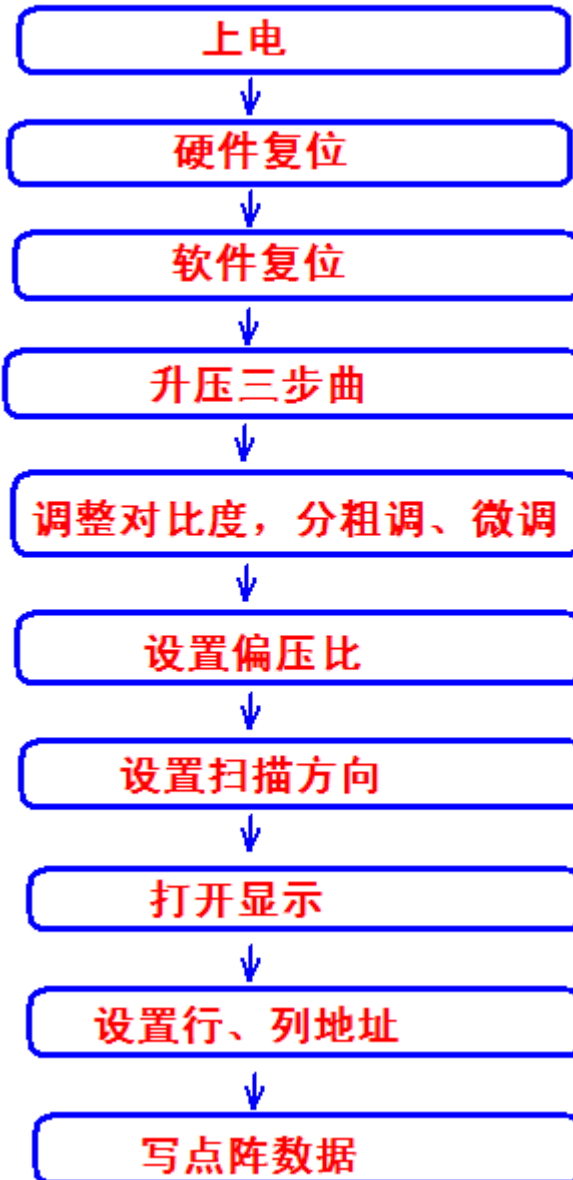 上电
硬件复位
软件复位
升压三步曲
调整对比度，分粗调、微调
设置偏压比
设置扫描方向
打开显示
设置行、列地址
写点阵数据